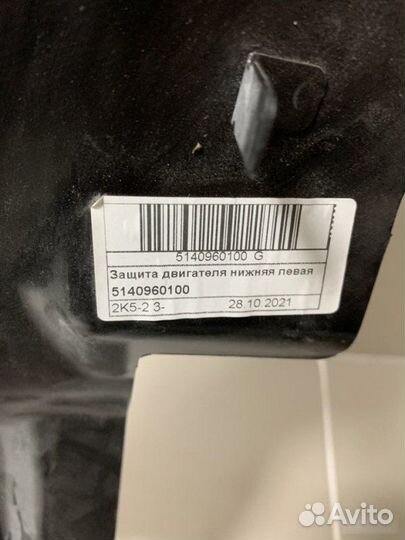 5140960100 G
Защита двигателя нижняя левая
5140960100
2K5-2 3- 28.10.2021
Avito